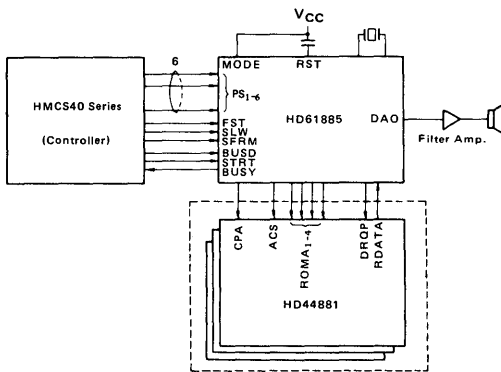 VCC
6
MODE
RST
PS1-6
HMCS40 Series
(Controller)
HD61885
DAO
Filter Amp.
FST
SLW
SFRM
BUSD
STRT
BUSY
CPA
ACS
ROMA1-4
DRQP
RDATA
HD44881